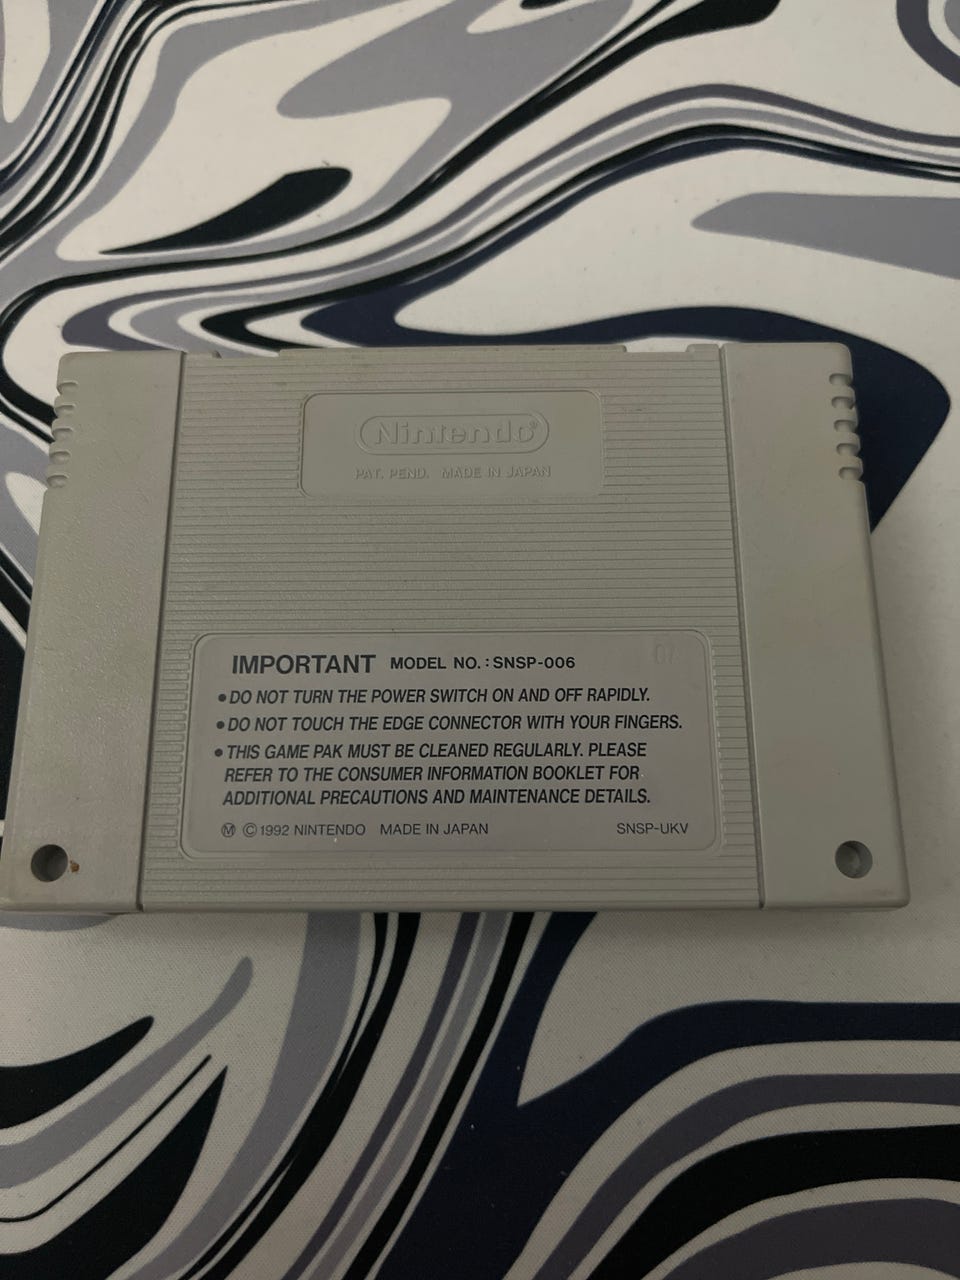 Nintendo®
PAT. PEND. MADE IN JAPAN
IMPORTANT MODEL NO.: SNSP-006
• DO NOT TURN THE POWER SWITCH ON AND OFF RAPIDLY.
• DO NOT TOUCH THE EDGE CONNECTOR WITH YOUR FINGERS.
• THIS GAME PAK MUST BE CLEANED REGULARLY. PLEASE
REFER TO THE CONSUMER INFORMATION BOOKLET FOR
ADDITIONAL PRECAUTIONS AND MAINTENANCE DETAILS.
Ⓜ © 1992 NINTENDO MADE IN JAPAN SNSP-UKV